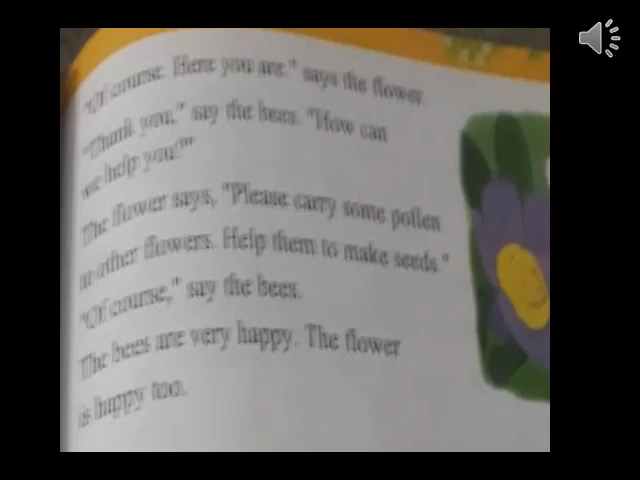 "Of course. Here you are." says the flower.
"Thank you," say the bees. "How can
we help you?"
The flower says, "Please carry some pollen
to other flowers. Help them to make seeds."
"Of course," say the bees.
The bees are very happy. The flower
is happy too.